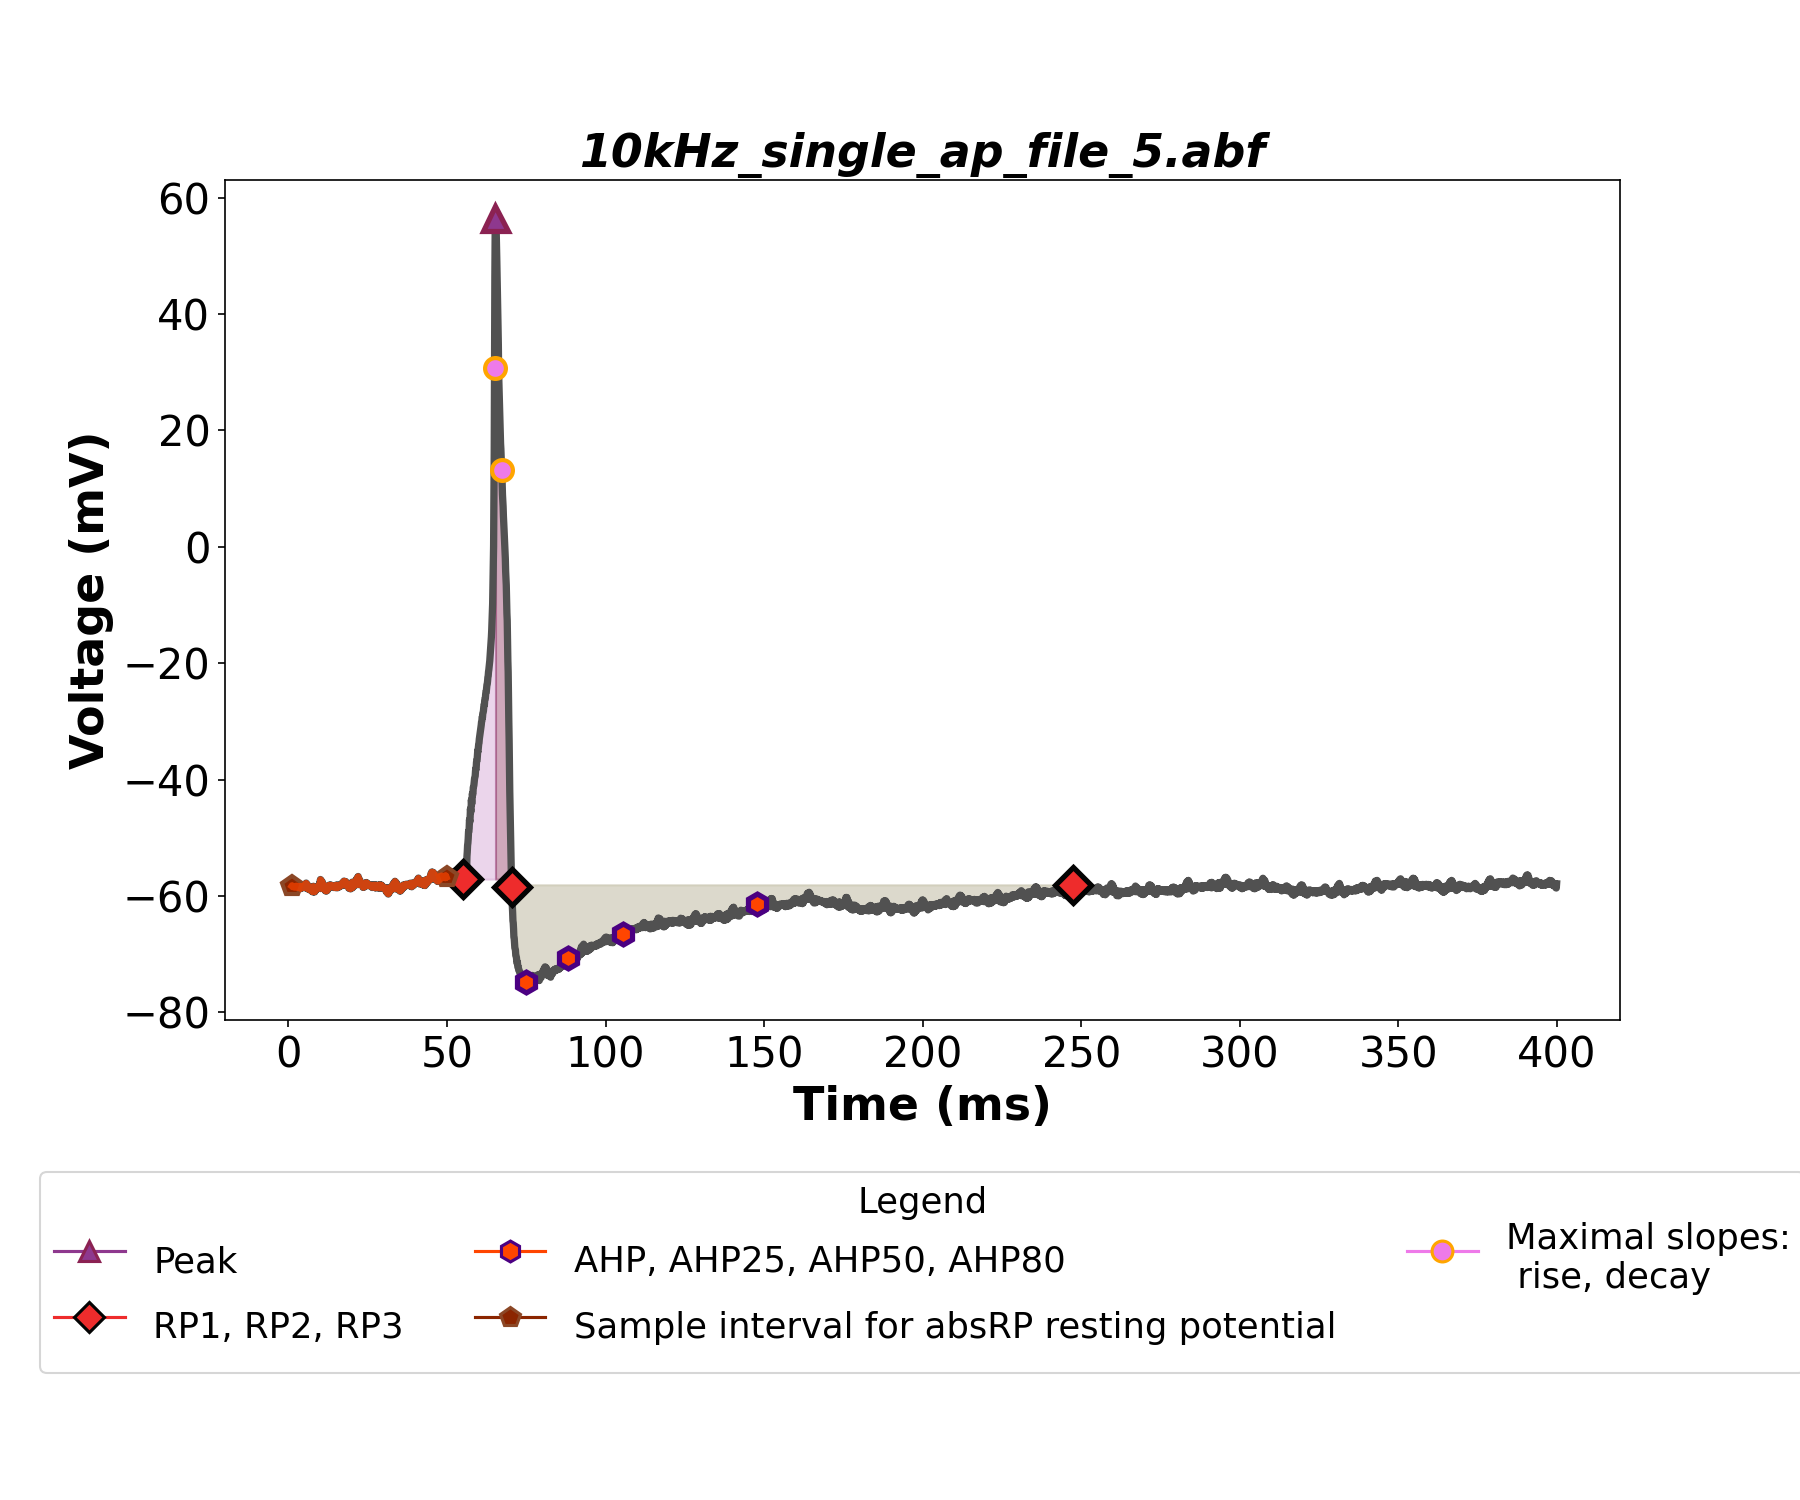 10kHz_single_ap_file_5.abf
60
40
20
0
−20
−40
−60
−80
Voltage (mV)
0 50 100 150 200 250 300 350 400
Time (ms)
Legend
Peak
RP1, RP2, RP3
AHP, AHP25, AHP50, AHP80
Sample interval for absRP resting potential
Maximal slopes:
rise, decay